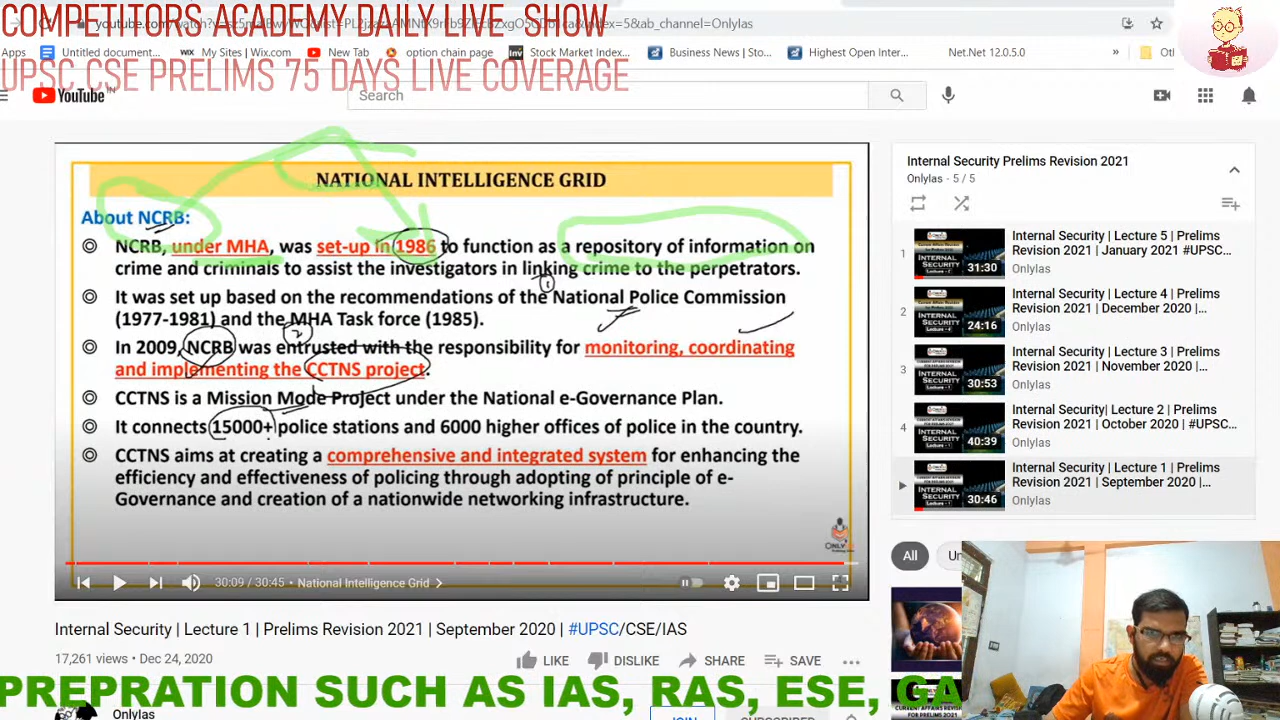 COMPETITORS ACADEMY DAILY LIVE SHOW
UPSC CSE PRELIMS 75 DAYS LIVE COVERAGE
Apps
Untitled document...
My Sites | Wix.com
New Tab
option chain page
Stock Market Index...
Business News | Sto...
Highest Open Inter...
Net.Net 12.0.5.0
»
YouTube
Search
NATIONAL INTELLIGENCE GRID
About NCRB:
NCRB, under MHA, was set-up in 1986 to function as a repository of information on
crime and criminals to assist the investigators in linking crime to the perpetrators.
It was set up based on the recommendations of the National Police Commission
(1977-1981) and the MHA Task force (1985).
In 2009, NCRB was entrusted with the responsibility for monitoring, coordinating
and implementing the CCTNS project.
CCTNS is a Mission Mode Project under the National e-Governance Plan.
It connects 15000+ police stations and 6000 higher offices of police in the country.
CCTNS aims at creating a comprehensive and integrated system for enhancing the
efficiency and effectiveness of policing through adopting of principle of e-
Governance and creation of a nationwide networking infrastructure.
30:09 / 30:45 • National Intelligence Grid
Internal Security | Lecture 1 | Prelims Revision 2021 | September 2020 | #UPSC/CSE/IAS
17,261 views • Dec 24, 2020
LIKE
DISLIKE
SHARE
SAVE
Internal Security Prelims Revision 2021
OnlyIas - 5 / 5
1
31:30
Internal Security | Lecture 5 | Prelims
Revision 2021 | January 2021 #UPSC...
OnlyIas
2
24:16
Internal Security | Lecture 4 | Prelims
Revision 2021 | December 2020 |...
OnlyIas
3
30:53
Internal Security | Lecture 3 | Prelims
Revision 2021 | November 2020 |...
OnlyIas
4
40:39
Internal Security| Lecture 2 | Prelims
Revision 2021 | October 2020 | #UPSC...
OnlyIas
30:46
Internal Security | Lecture 1 | Prelims
Revision 2021 | September 2020 |...
OnlyIas
All
PREPRATION SUCH AS IAS, RAS, ESE, GA
OnlyIas
JOIN
SUBSCRIBED